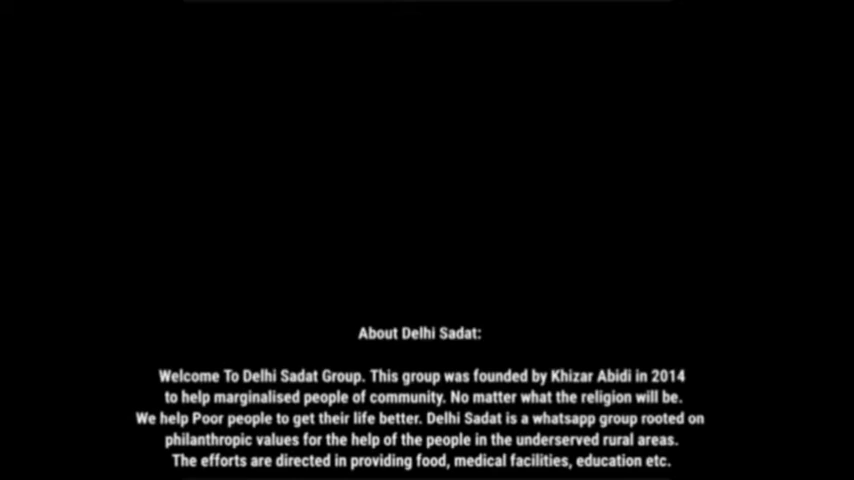 About Delhi Sadat:
Welcome To Delhi Sadat Group. This group was founded by Khizar Abidi in 2014
to help marginalised people of community. No matter what the religion will be.
We help Poor people to get their life better. Delhi Sadat is a whatsapp group rooted on
philanthropic values for the help of the people in the underserved rural areas.
The efforts are directed in providing food, medical facilities, education etc.